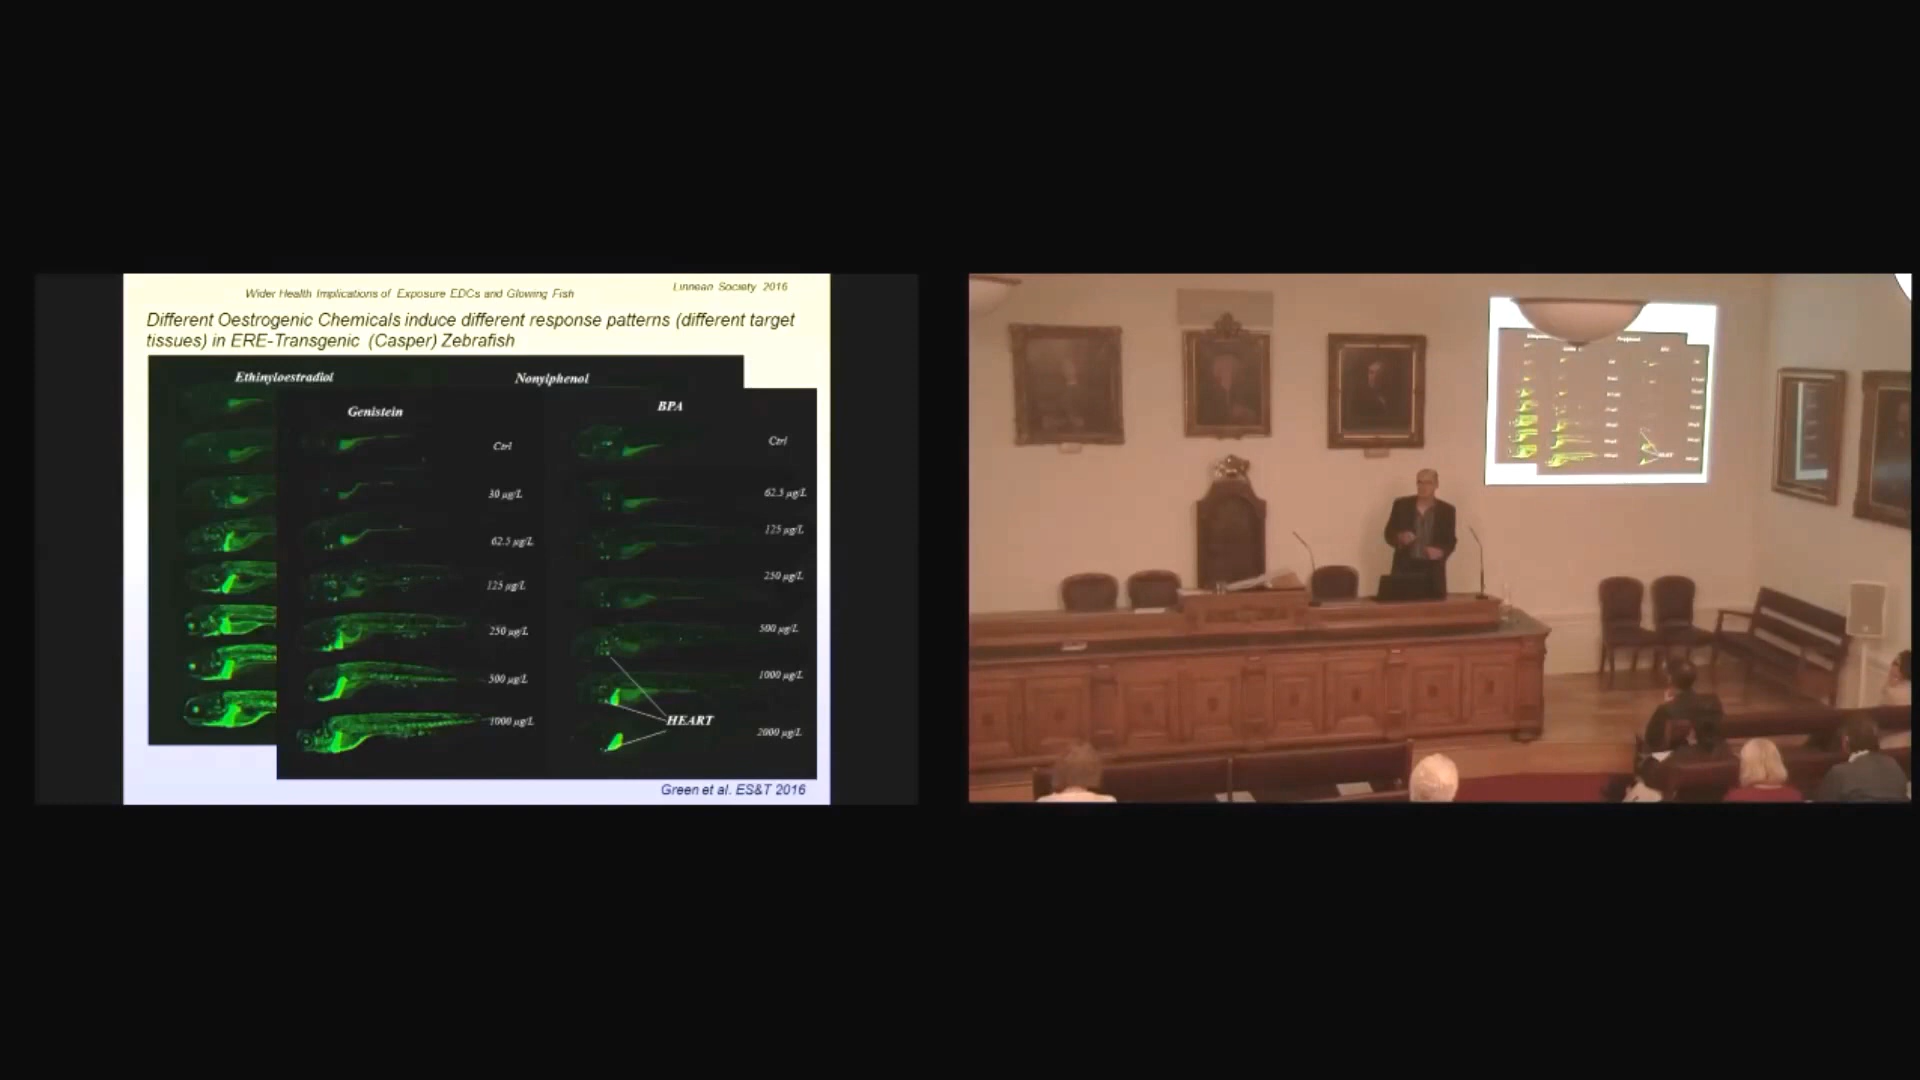 Wider Health Implications of Exposure EDCs and Glowing Fish
Linnean Society 2016
Different Oestrogenic Chemicals induce different response patterns (different target
tissues) in ERE-Transgenic (Casper) Zebrafish
Ethinyloestradiol
Nonylphenol
Genistein
Ctrl
30 µg/L
62.5 µg/L
125 µg/L
250 µg/L
500 µg/L
1000 µg/L
BPA
Ctrl
62.5 µg/L
125 µg/L
250 µg/L
500 µg/L
1000 µg/L
HEART
2000 µg/L
Green et al. ES&T 2016